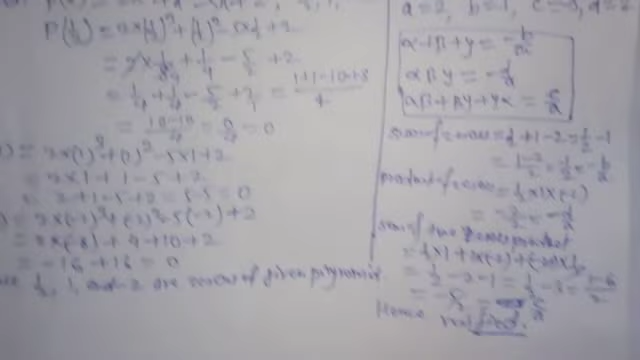 P(½) = 2×(½)³+(½)²-5×½+2
= 2×⅛+¼-5/2+2
= ¼+¼-5/2+2/1 = (1+1-10+8)/4
= (10-10)/4 = 0/4 = 0
= 2×(1)³+(1)²-5×1+2
= 2×1+1-5+2
= 2+1-5+2 = 5-5 = 0
= 2×(-2)³+(-2)²-5(-2)+2
= 2×(-8)+4+10+2
= -16+16 = 0
½, 1, and -2 are zeroes of given polynomial
a=2, b=1, c=-5, d=2
α+β+γ = -b/a
αβγ = -d/a
αβ+βγ+γα = c/a
sum of zeroes = ½+1-2 = ½-1
= (1-2)/2 = -½ = -b/a
product of zeroes = ½×1×(-2)
= -2/2 = -d/a
sum of two product
= ½×1+1×(-2)+(-2)×½
= ½-2-1 = ½-3 = (1-6)/2
= -5/2 = c/a
Hence verified.